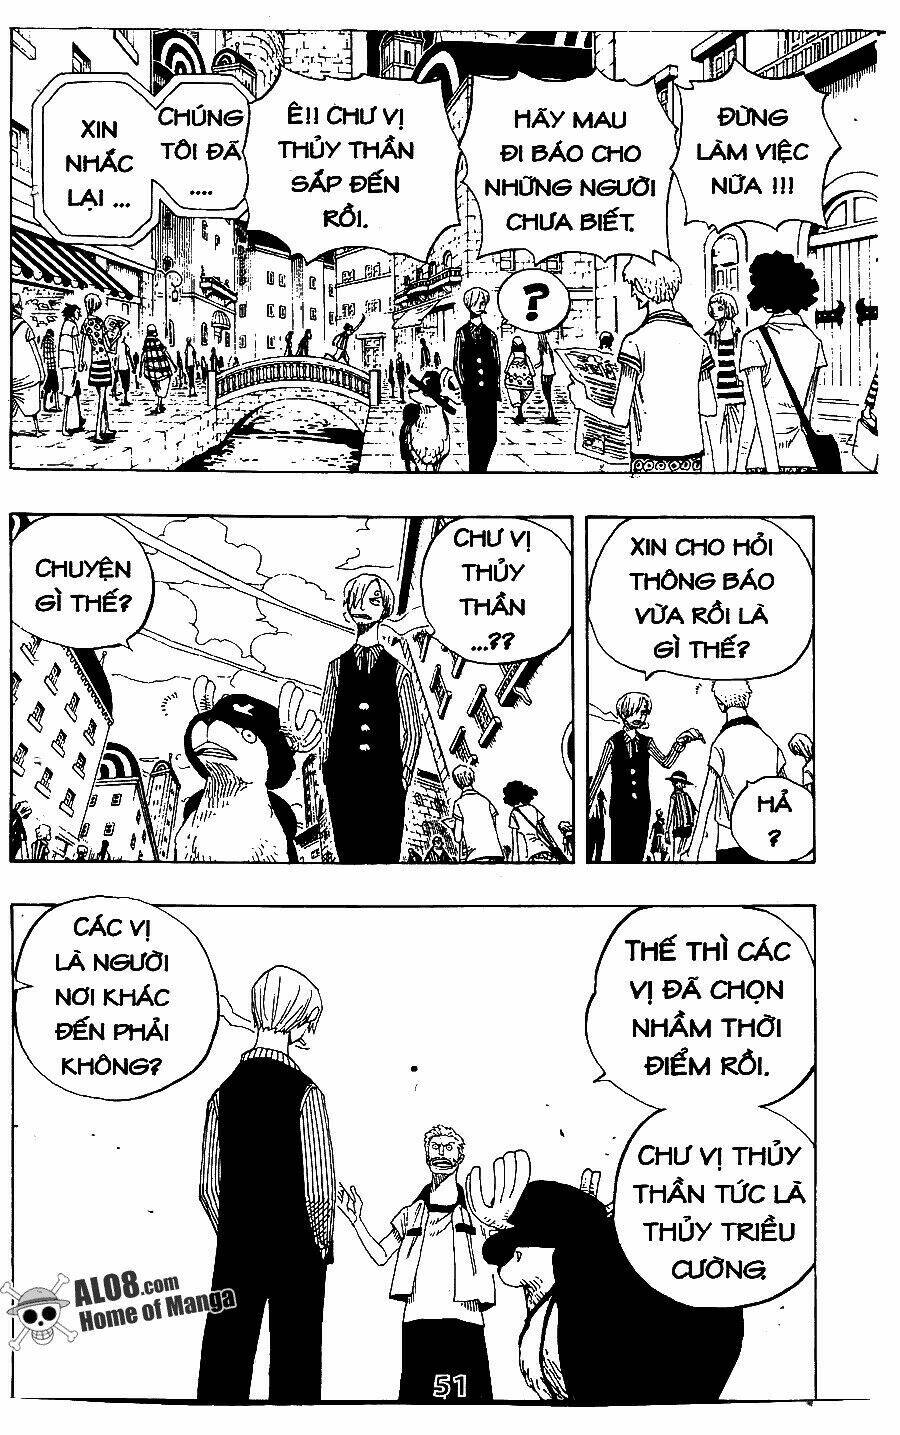 ĐỪNG
LÀM VIỆC
NỮA !!!
HÃY MAU
ĐI BÁO CHO
NHỮNG NGƯỜI
CHƯA BIẾT.
Ê!! CHƯ VỊ
THỦY THẦN
SẮP ĐẾN
RỒI.
CHÚNG
TÔI ĐÃ
....
XIN
NHẮC
LẠI ...
?
XIN CHO HỎI
THÔNG BÁO
VỪA RỒI LÀ
GÌ THẾ?
HẢ
?
CHƯ VỊ
THỦY
THẦN
...??
CHUYỆN
GÌ THẾ?
THẾ THÌ CÁC
VỊ ĐÃ CHỌN
NHẦM THỜI
ĐIỂM RỒI.
CHƯ VỊ THỦY
THẦN TỨC LÀ
THỦY TRIỀU
CƯỜNG.
CÁC VỊ
LÀ NGƯỜI
NƠI KHÁC
ĐẾN PHẢI
KHÔNG?
ALO8.com
Home of Manga
51